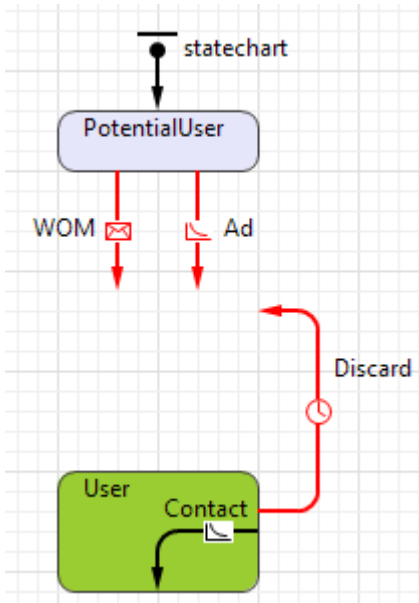 statechart
PotentialUser
WOM
Ad
Discard
User
Contact